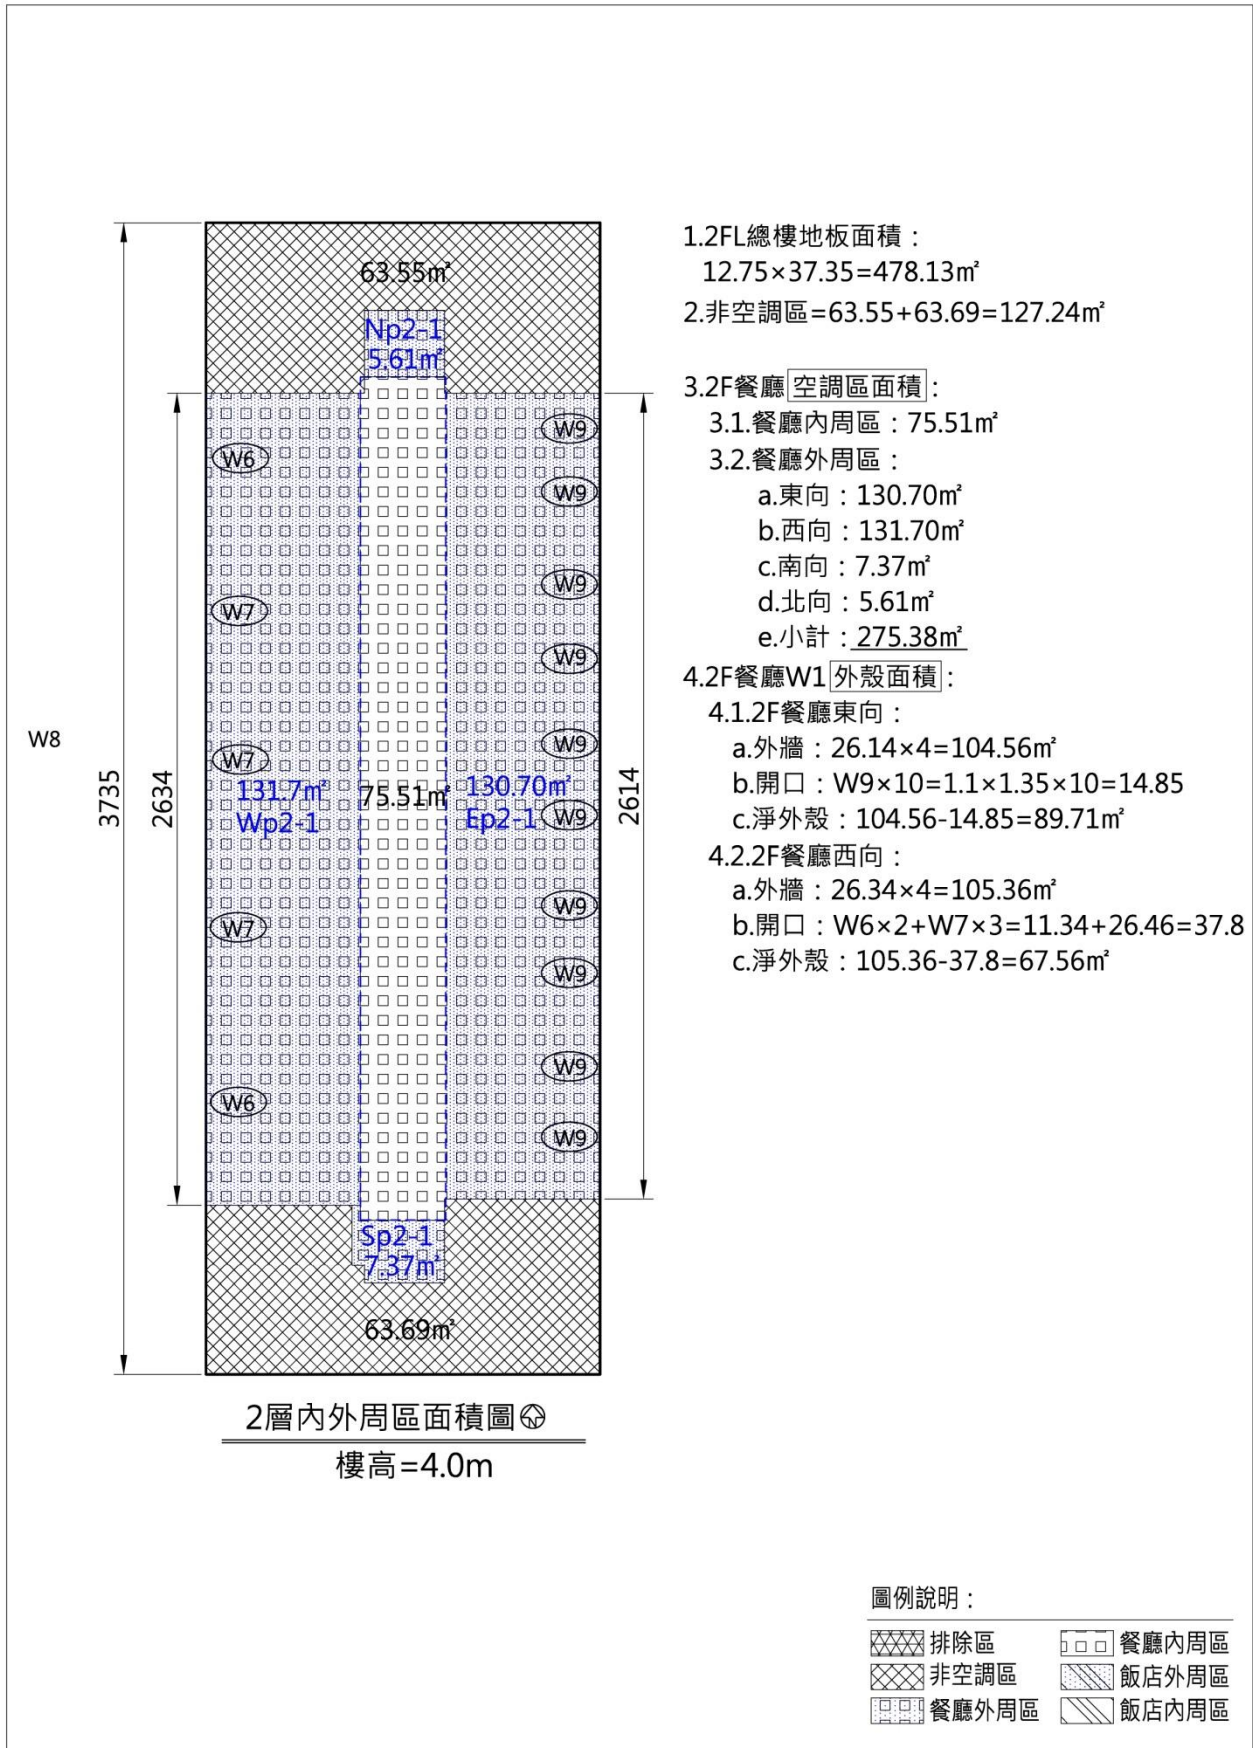 1.2FL總樓地板面積：
12.75×37.35=478.13㎡
2.非空調區=63.55+63.69=127.24㎡
3.2F餐廳空調區面積：
3.1.餐廳內周區：75.51㎡
3.2.餐廳外周區：
a.東向：130.70㎡
b.西向：131.70㎡
c.南向：7.37㎡
d.北向：5.61㎡
e.小計：275.38㎡
4.2F餐廳W1外殼面積：
4.1.2F餐廳東向：
a.外牆：26.14×4=104.56㎡
b.開口：W9×10=1.1×1.35×10=14.85
c.淨外殼：104.56-14.85=89.71㎡
4.2.2F餐廳西向：
a.外牆：26.34×4=105.36㎡
b.開口：W6×2+W7×3=11.34+26.46=37.8
c.淨外殼：105.36-37.8=67.56㎡
63.55㎡
Np2-1
5.61㎡
W6
W7
W7
W7
W6
W8
3735
2634
131.7㎡
Wp2-1
75.51㎡
130.70㎡
Ep2-1
W9
W9
W9
W9
W9
W9
W9
W9
W9
W9
2614
Sp2-1
7.37㎡
63.69㎡
2層內外周區面積圖
樓高=4.0m
圖例說明：
排除區
餐廳內周區
非空調區
飯店外周區
餐廳外周區
飯店內周區